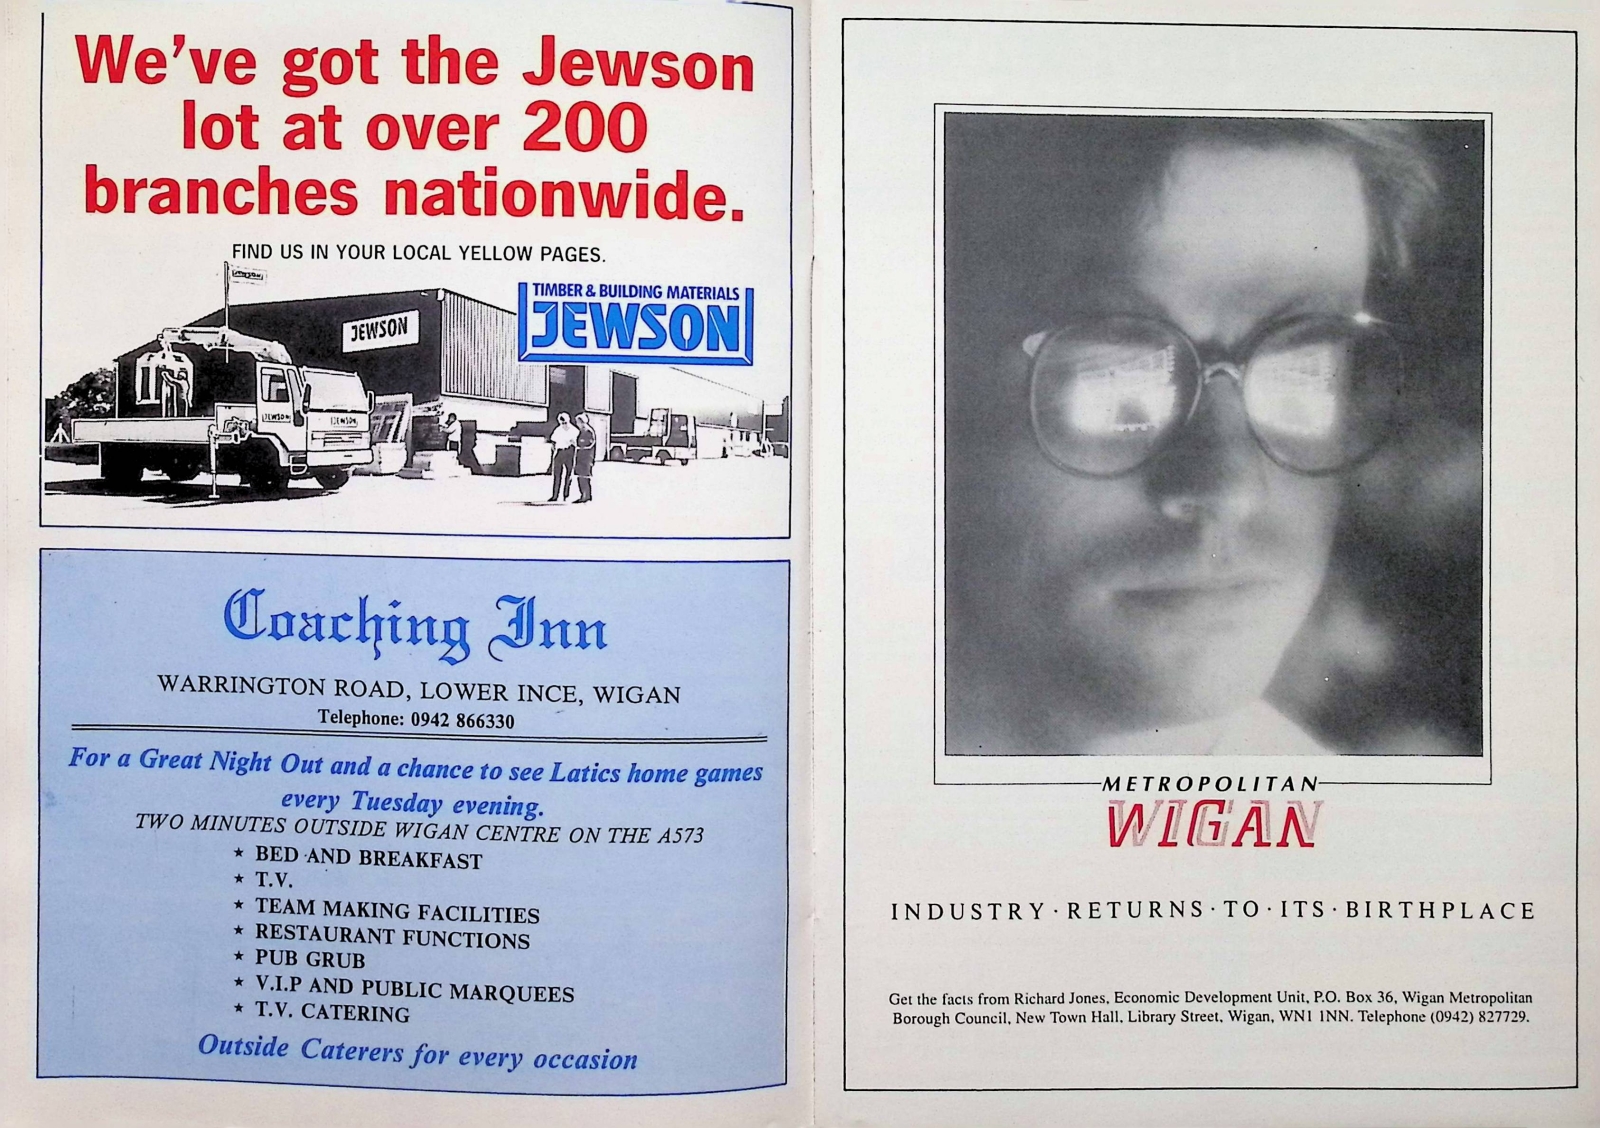 We've got the Jewson
lot at over 200
branches nationwide.
FIND US IN YOUR LOCAL YELLOW PAGES.
JEWSON
TIMBER & BUILDING MATERIALS
JEWSON
JEWSON
JEWSON
JEWSON
Coaching Inn
WARRINGTON ROAD, LOWER INCE, WIGAN
Telephone: 0942 866330
For a Great Night Out and a chance to see Latics home games
every Tuesday evening.
TWO MINUTES OUTSIDE WIGAN CENTRE ON THE A573
★ BED AND BREAKFAST
★ T.V.
★ TEAM MAKING FACILITIES
★ RESTAURANT FUNCTIONS
★ PUB GRUB
★ V.I.P AND PUBLIC MARQUEES
★ T.V. CATERING
Outside Caterers for every occasion
METROPOLITAN
WIGAN
INDUSTRY · RETURNS · TO · ITS · BIRTHPLACE
Get the facts from Richard Jones, Economic Development Unit, P.O. Box 36, Wigan Metropolitan
Borough Council, New Town Hall, Library Street, Wigan, WN1 1NN. Telephone (0942) 827729.